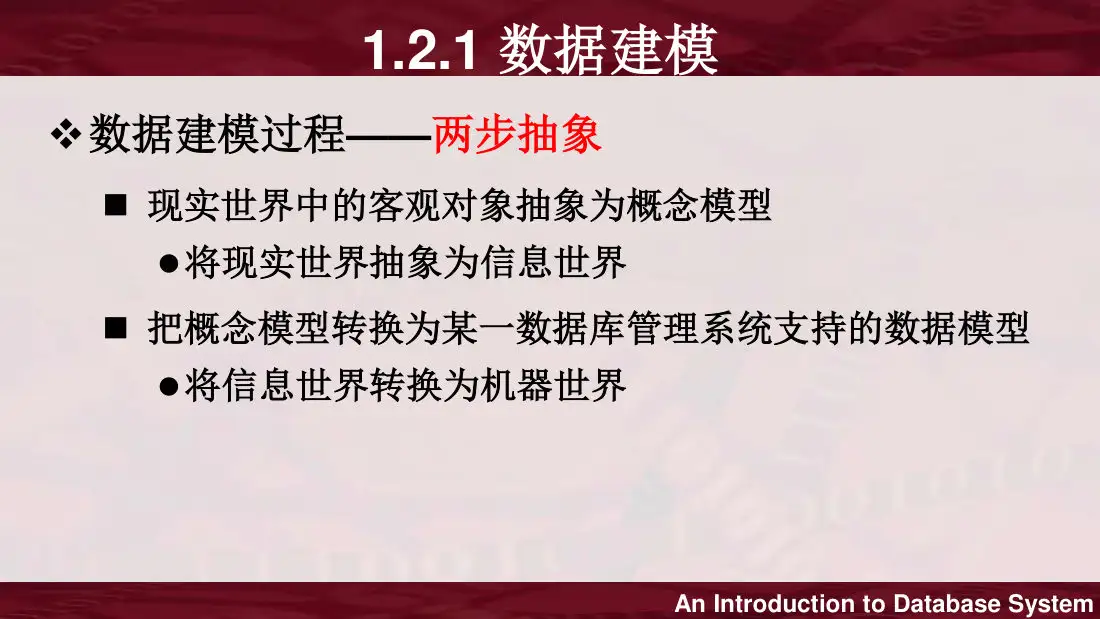 1.2.1 数据建模
❖数据建模过程——两步抽象
■ 现实世界中的客观对象抽象为概念模型
●将现实世界抽象为信息世界
■ 把概念模型转换为某一数据库管理系统支持的数据模型
●将信息世界转换为机器世界
An Introduction to Database System